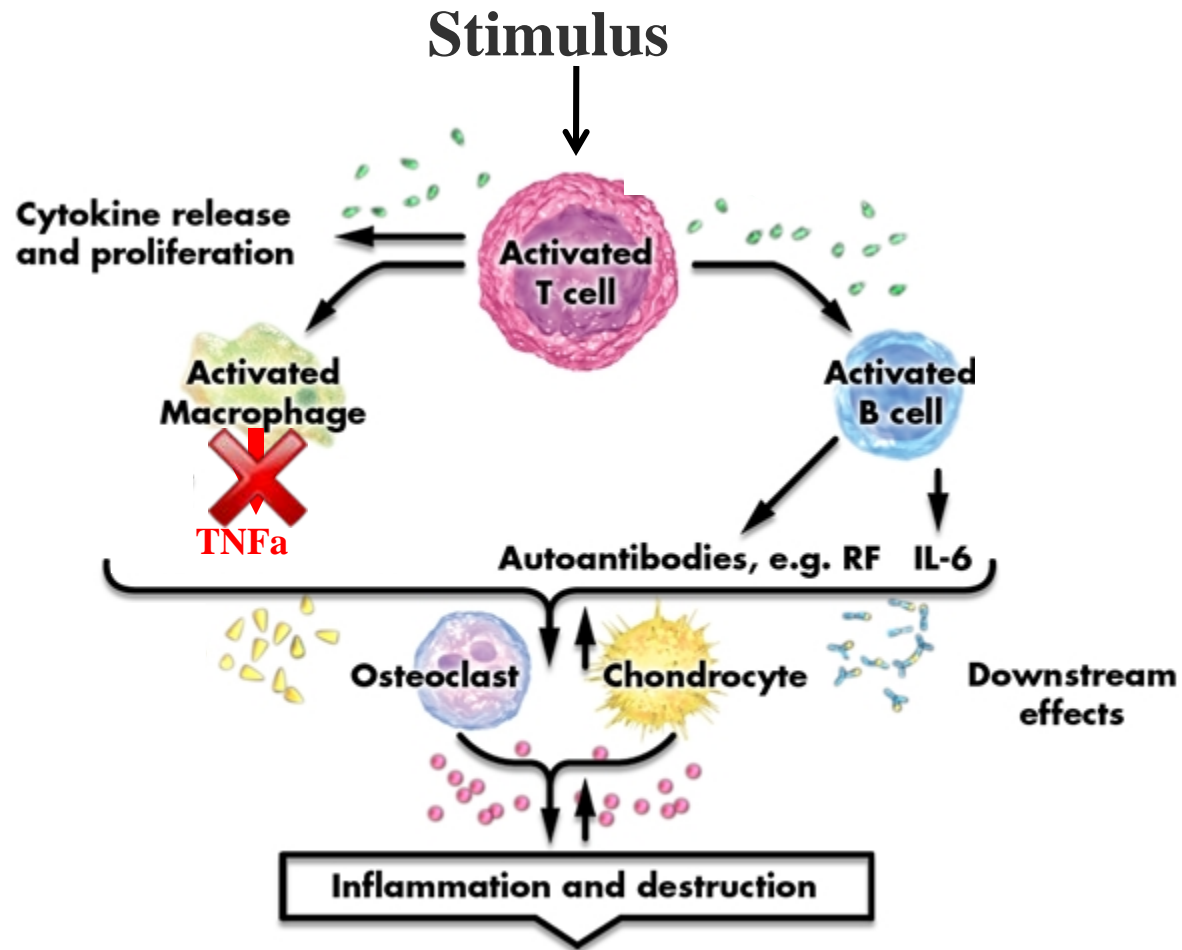 Stimulus
Cytokine release
and proliferation
Activated
T cell
Activated
Macrophage
Activated
B cell
TNFa
Autoantibodies, e.g. RF
IL-6
Osteoclast
Chondrocyte
Downstream
effects
Inflammation and destruction